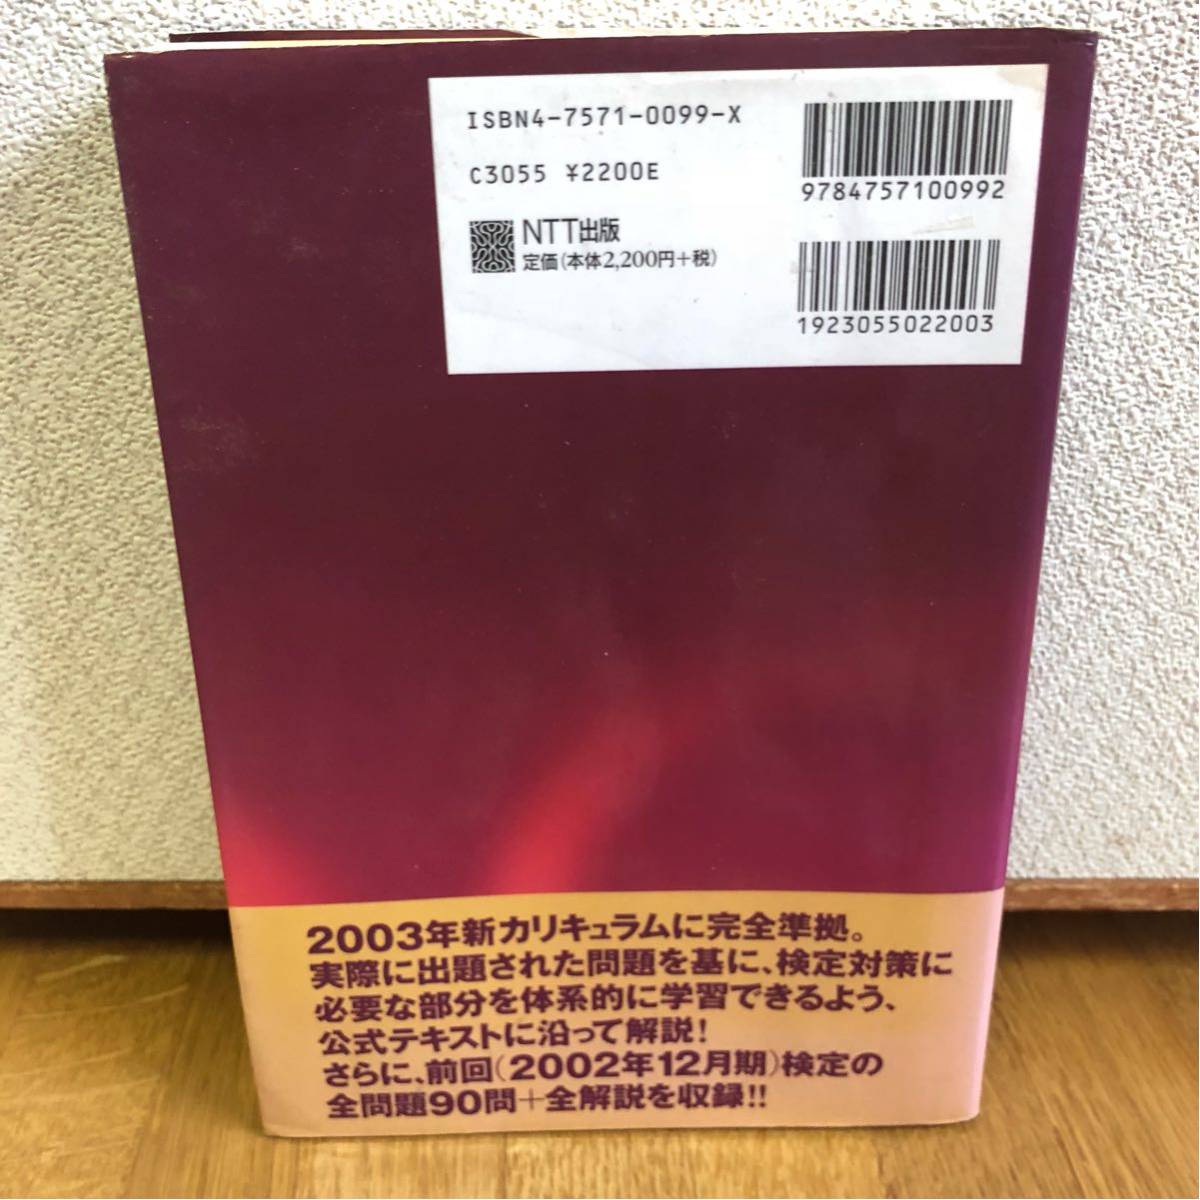 ISBN4-7571-0099-X
C3055 ¥2200E
NTT出版
定価(本体2,200円+税)
9784757100992
1923055022003
2003年新カリキュラムに完全準拠。
実際に出題された問題を基に、検定対策に
必要な部分を体系的に学習できるよう、
公式テキストに沿って解説!
さらに、前回(2002年12月期)検定の
全問題90問+全解説を収録!!